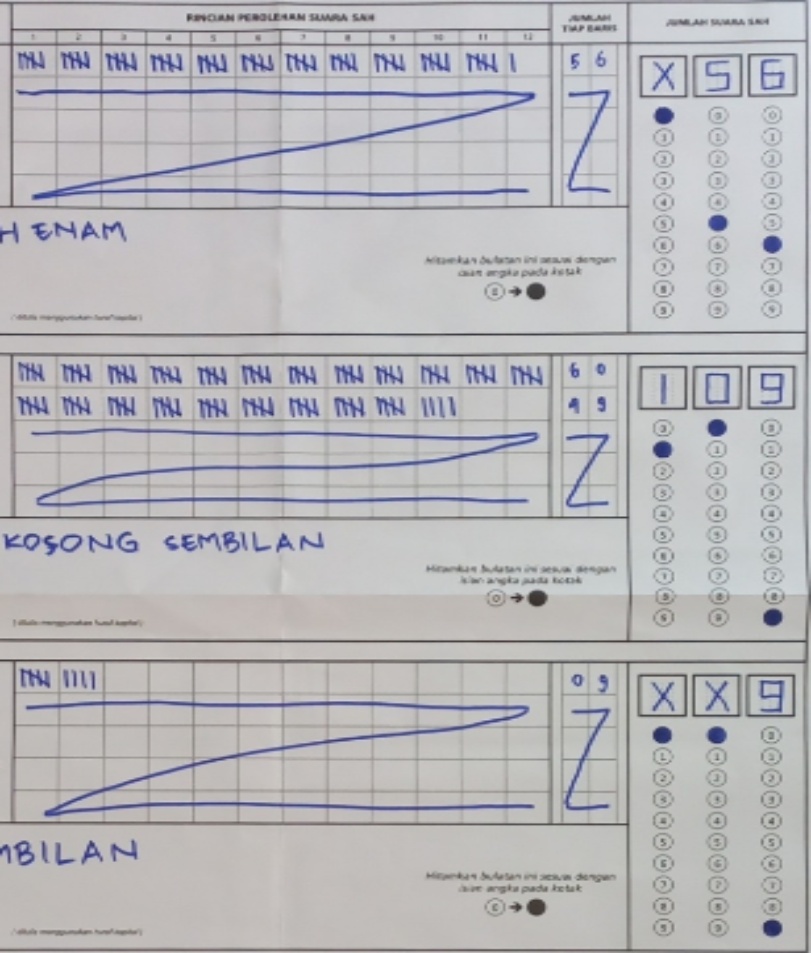 RINCIAN PEROLEHAN SUARA SAH
JUMLAH TIAP BARIS
JUMLAH SUARA SAH
1 2 3 4 5 6 7 8 9 10 11 12
5 6
X 5 6
H ENAM
Hitamkan bulatan ini sesuai dengan
isian angka pada kotak
(ditulis menggunakan huruf kapital)
6 0
4 9
1 0 9
KOSONG SEMBILAN
Hitamkan bulatan ini sesuai dengan
isian angka pada kotak
(ditulis menggunakan huruf kapital)
0 9
X X 9
MBILAN
Hitamkan bulatan ini sesuai dengan
isian angka pada kotak
(ditulis menggunakan huruf kapital)